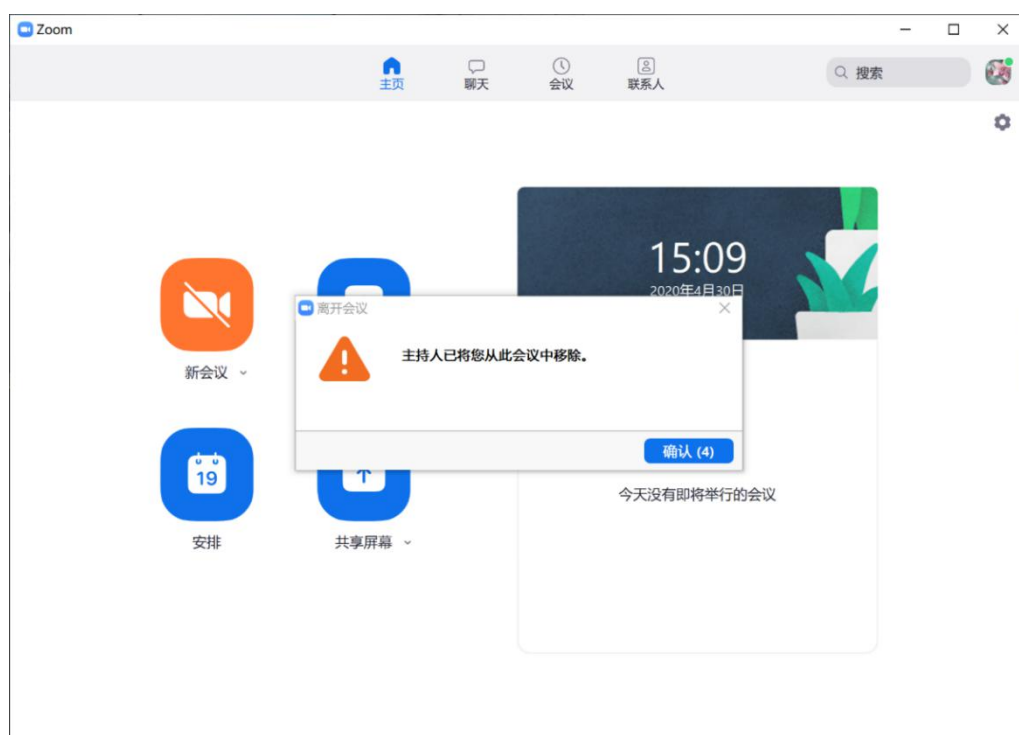 Zoom
主页
聊天
会议
联系人
搜索
15:09
2020年4月30日
离开会议
主持人已将您从此会议中移除。
确认 (4)
新会议
19
今天没有即将举行的会议
安排
共享屏幕